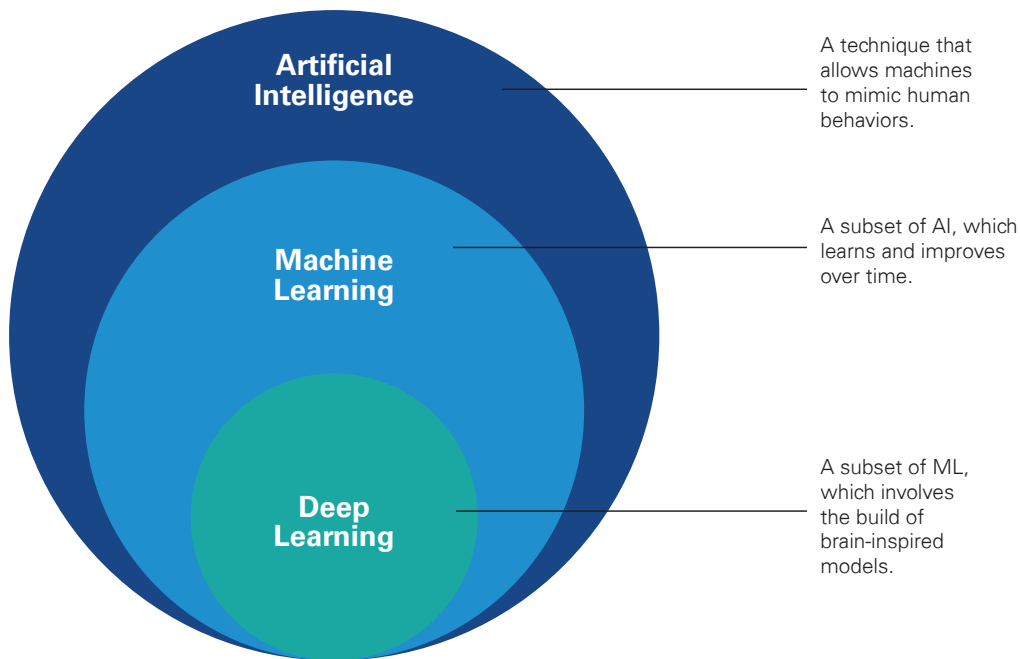 Artificial
Intelligence
A technique that
allows machines
to mimic human
behaviors.
Machine
Learning
A subset of AI, which
learns and improves
over time.
Deep
Learning
A subset of ML,
which involves
the build of
brain-inspired
models.